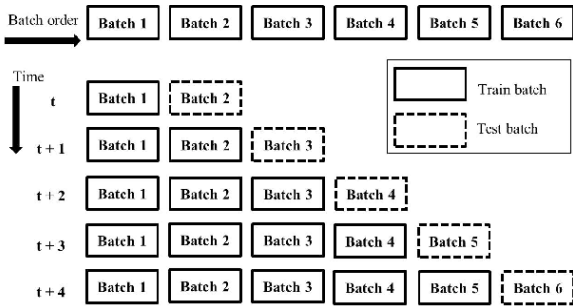 Batch order Batch 1 Batch 2 Batch 3 Batch 4 Batch 5 Batch 6
Time
t Batch 1 Batch 2
Train batch
Test batch
t + 1 Batch 1 Batch 2 Batch 3
t + 2 Batch 1 Batch 2 Batch 3 Batch 4
t + 3 Batch 1 Batch 2 Batch 3 Batch 4 Batch 5
t + 4 Batch 1 Batch 2 Batch 3 Batch 4 Batch 5 Batch 6